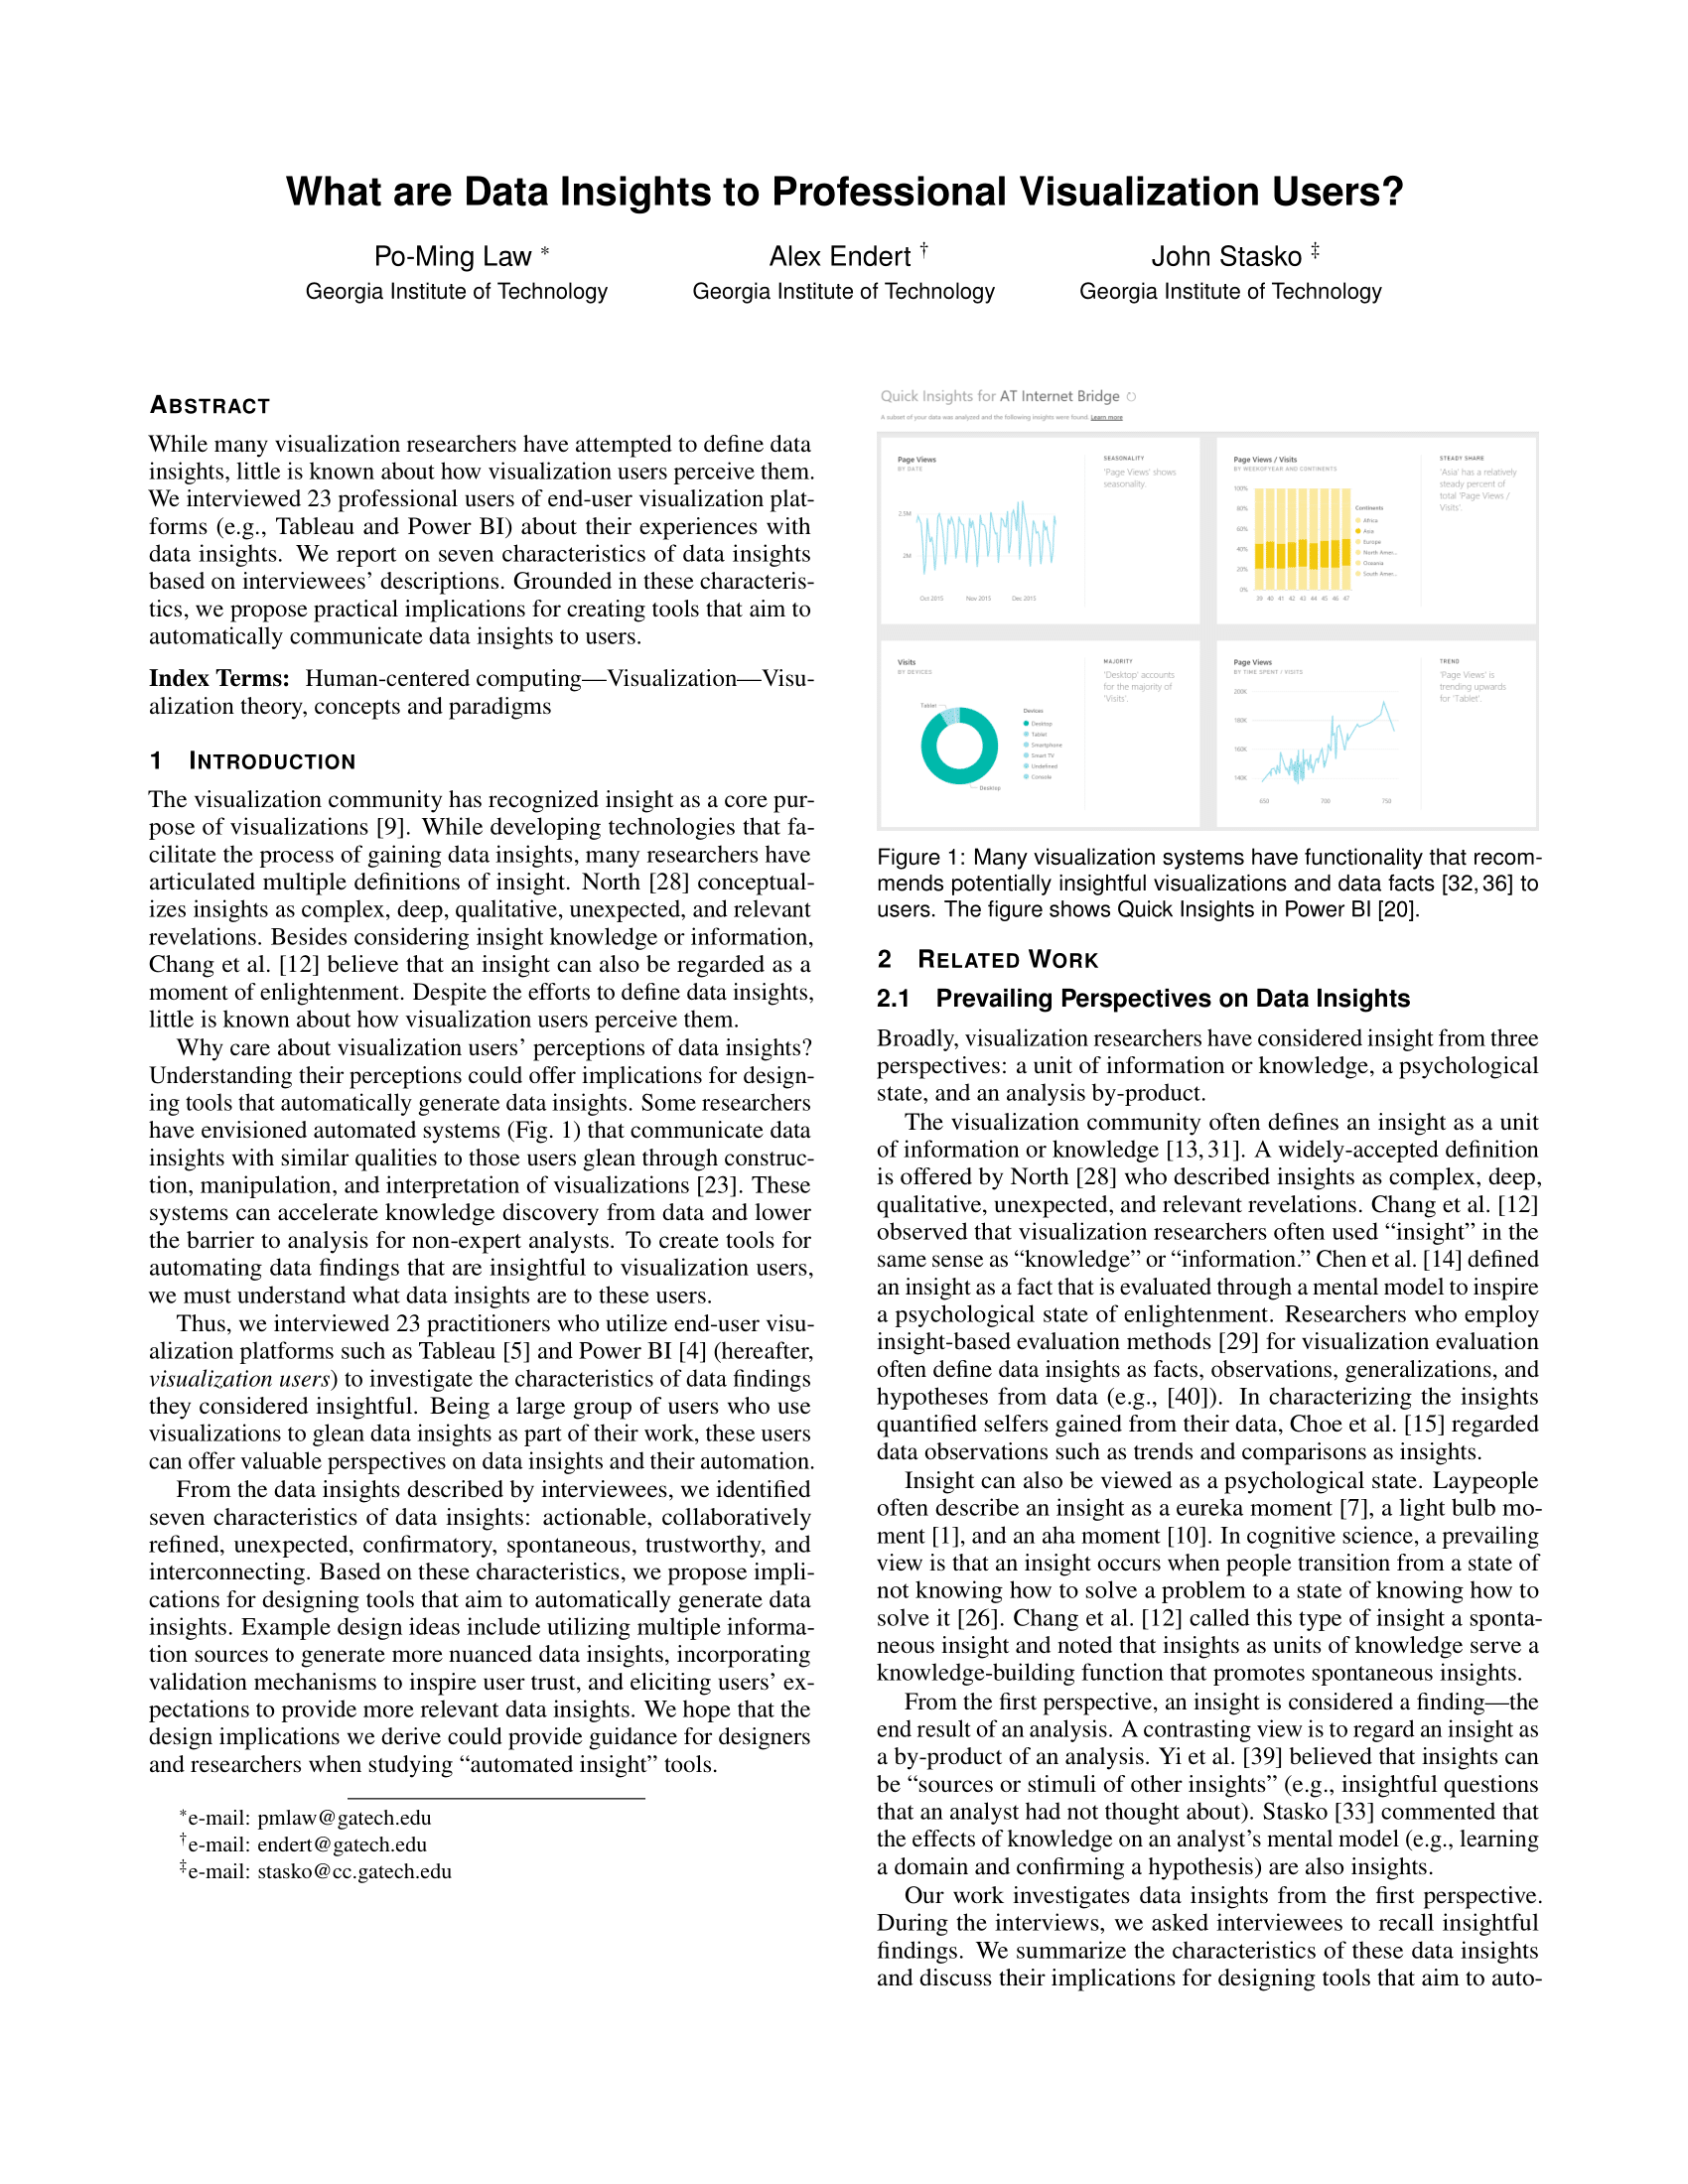 What are Data Insights to Professional Visualization Users?
Po-Ming Law *
Georgia Institute of Technology
Alex Endert †
Georgia Institute of Technology
John Stasko ‡
Georgia Institute of Technology
ABSTRACT
While many visualization researchers have attempted to define data
insights, little is known about how visualization users perceive them.
We interviewed 23 professional users of end-user visualization plat-
forms (e.g., Tableau and Power BI) about their experiences with
data insights. We report on seven characteristics of data insights
based on interviewees’ descriptions. Grounded in these characteris-
tics, we propose practical implications for creating tools that aim to
automatically communicate data insights to users.
Index Terms: Human-centered computing—Visualization—Visu-
alization theory, concepts and paradigms
1 INTRODUCTION
The visualization community has recognized insight as a core pur-
pose of visualizations [9]. While developing technologies that fa-
cilitate the process of gaining data insights, many researchers have
articulated multiple definitions of insight. North [28] conceptual-
izes insights as complex, deep, qualitative, unexpected, and relevant
revelations. Besides considering insight knowledge or information,
Chang et al. [12] believe that an insight can also be regarded as a
moment of enlightenment. Despite the efforts to define data insights,
little is known about how visualization users perceive them.
Why care about visualization users’ perceptions of data insights?
Understanding their perceptions could offer implications for design-
ing tools that automatically generate data insights. Some researchers
have envisioned automated systems (Fig. 1) that communicate data
insights with similar qualities to those users glean through construc-
tion, manipulation, and interpretation of visualizations [23]. These
systems can accelerate knowledge discovery from data and lower
the barrier to analysis for non-expert analysts. To create tools for
automating data findings that are insightful to visualization users,
we must understand what data insights are to these users.
Thus, we interviewed 23 practitioners who utilize end-user visu-
alization platforms such as Tableau [5] and Power BI [4] (hereafter,
visualization users) to investigate the characteristics of data findings
they considered insightful. Being a large group of users who use
visualizations to glean data insights as part of their work, these users
can offer valuable perspectives on data insights and their automation.
From the data insights described by interviewees, we identified
seven characteristics of data insights: actionable, collaboratively
refined, unexpected, confirmatory, spontaneous, trustworthy, and
interconnecting. Based on these characteristics, we propose impli-
cations for designing tools that aim to automatically generate data
insights. Example design ideas include utilizing multiple informa-
tion sources to generate more nuanced data insights, incorporating
validation mechanisms to inspire user trust, and eliciting users’ ex-
pectations to provide more relevant data insights. We hope that the
design implications we derive could provide guidance for designers
and researchers when studying “automated insight” tools.
*e-mail: pmlaw@gatech.edu
†e-mail: endert@gatech.edu
‡e-mail: stasko@cc.gatech.edu
Quick Insights for AT Internet Bridge
A subset of your data was analyzed and the following insights were found. Learn more
Page Views
BY DATE
2.5M
2M
Oct 2015 Nov 2015 Dec 2015
SEASONALITY
'Page Views' shows
seasonality.
Page Views / Visits
BY WEEKOFYEAR AND CONTINENTS
100%
80%
60%
40%
20%
0%
39 40 41 42 43 44 45 46 47
Continents
Africa
Asia
Europe
North Amer...
Oceania
South Amer...
STEADY SHARE
'Asia' has a relatively
steady percent of
total 'Page Views /
Visits'.
Visits
BY DEVICES
Tablet
Desktop
Devices
Desktop
Tablet
Smartphone
Smart TV
Undefined
Console
MAJORITY
'Desktop' accounts
for the majority of
'Visits'.
Page Views
BY TIME SPENT / VISITS
200K
180K
160K
140K
650 700 750
TREND
'Page Views' is
trending upwards
for 'Tablet'.
Figure 1: Many visualization systems have functionality that recom-
mends potentially insightful visualizations and data facts [32, 36] to
users. The figure shows Quick Insights in Power BI [20].
2 RELATED WORK
2.1 Prevailing Perspectives on Data Insights
Broadly, visualization researchers have considered insight from three
perspectives: a unit of information or knowledge, a psychological
state, and an analysis by-product.
The visualization community often defines an insight as a unit
of information or knowledge [13, 31]. A widely-accepted definition
is offered by North [28] who described insights as complex, deep,
qualitative, unexpected, and relevant revelations. Chang et al. [12]
observed that visualization researchers often used “insight” in the
same sense as “knowledge” or “information.” Chen et al. [14] defined
an insight as a fact that is evaluated through a mental model to inspire
a psychological state of enlightenment. Researchers who employ
insight-based evaluation methods [29] for visualization evaluation
often define data insights as facts, observations, generalizations, and
hypotheses from data (e.g., [40]). In characterizing the insights
quantified selfers gained from their data, Choe et al. [15] regarded
data observations such as trends and comparisons as insights.
Insight can also be viewed as a psychological state. Laypeople
often describe an insight as a eureka moment [7], a light bulb mo-
ment [1], and an aha moment [10]. In cognitive science, a prevailing
view is that an insight occurs when people transition from a state of
not knowing how to solve a problem to a state of knowing how to
solve it [26]. Chang et al. [12] called this type of insight a sponta-
neous insight and noted that insights as units of knowledge serve a
knowledge-building function that promotes spontaneous insights.
From the first perspective, an insight is considered a finding—the
end result of an analysis. A contrasting view is to regard an insight as
a by-product of an analysis. Yi et al. [39] believed that insights can
be “sources or stimuli of other insights” (e.g., insightful questions
that an analyst had not thought about). Stasko [33] commented that
the effects of knowledge on an analyst’s mental model (e.g., learning
a domain and confirming a hypothesis) are also insights.
Our work investigates data insights from the first perspective.
During the interviews, we asked interviewees to recall insightful
findings. We summarize the characteristics of these data insights
and discuss their implications for designing tools that aim to auto-